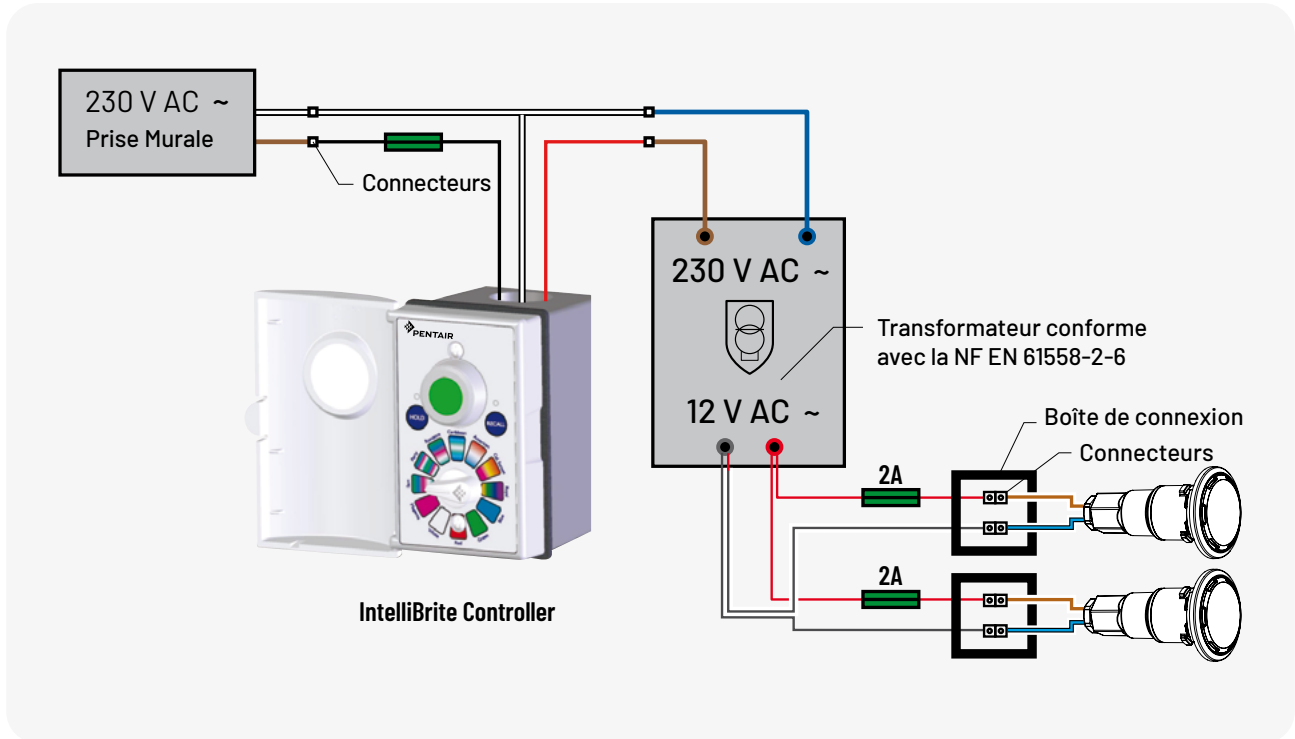 230 V AC ~
Prise Murale
Connecteurs
PENTAIR
HOLD
RECALL
230 V AC ~
12 V AC ~
Transformateur conforme
avec la NF EN 61558-2-6
Boîte de connexion
Connecteurs
2A
2A
IntelliBrite Controller